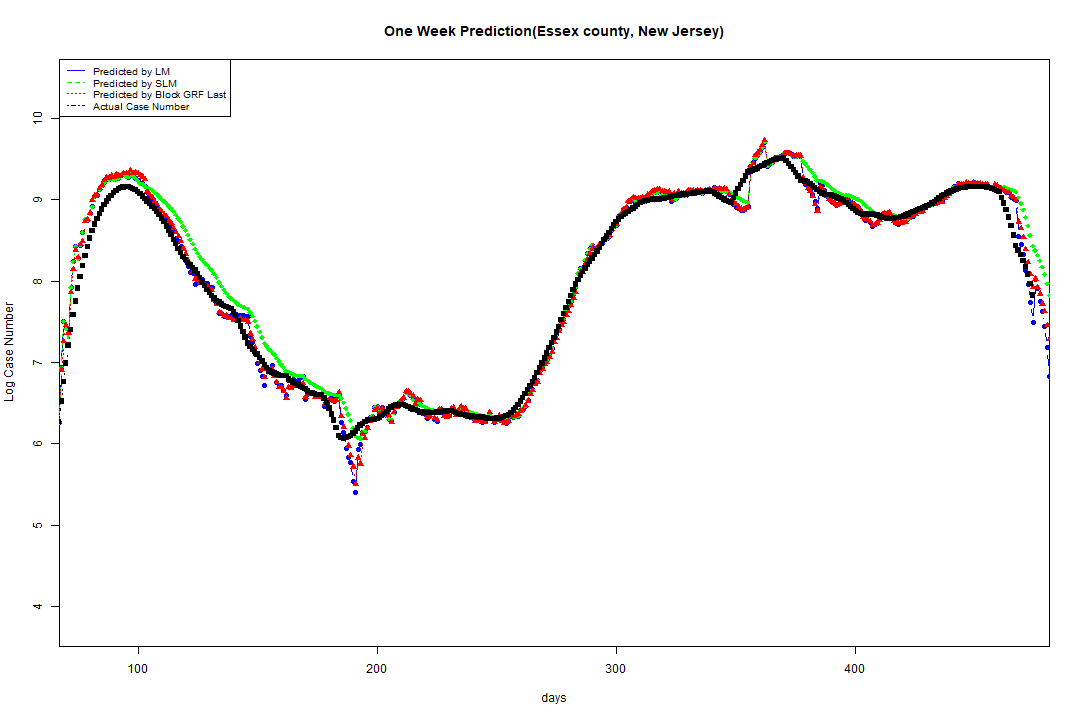 One Week Prediction(Essex county, New Jersey)
Predicted by LM
Predicted by SLM
Predicted by Block GRF Last
Actual Case Number
10
9
8
7
6
5
4
Log Case Number
100 200 300 400
days